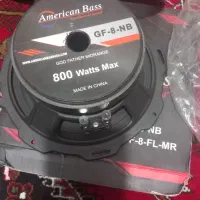 American Bass
GF-8-NB
GOD FATHER MIDRANGE
800 Watts Max
MADE IN CHINA
-NB
F-8-FL-MR